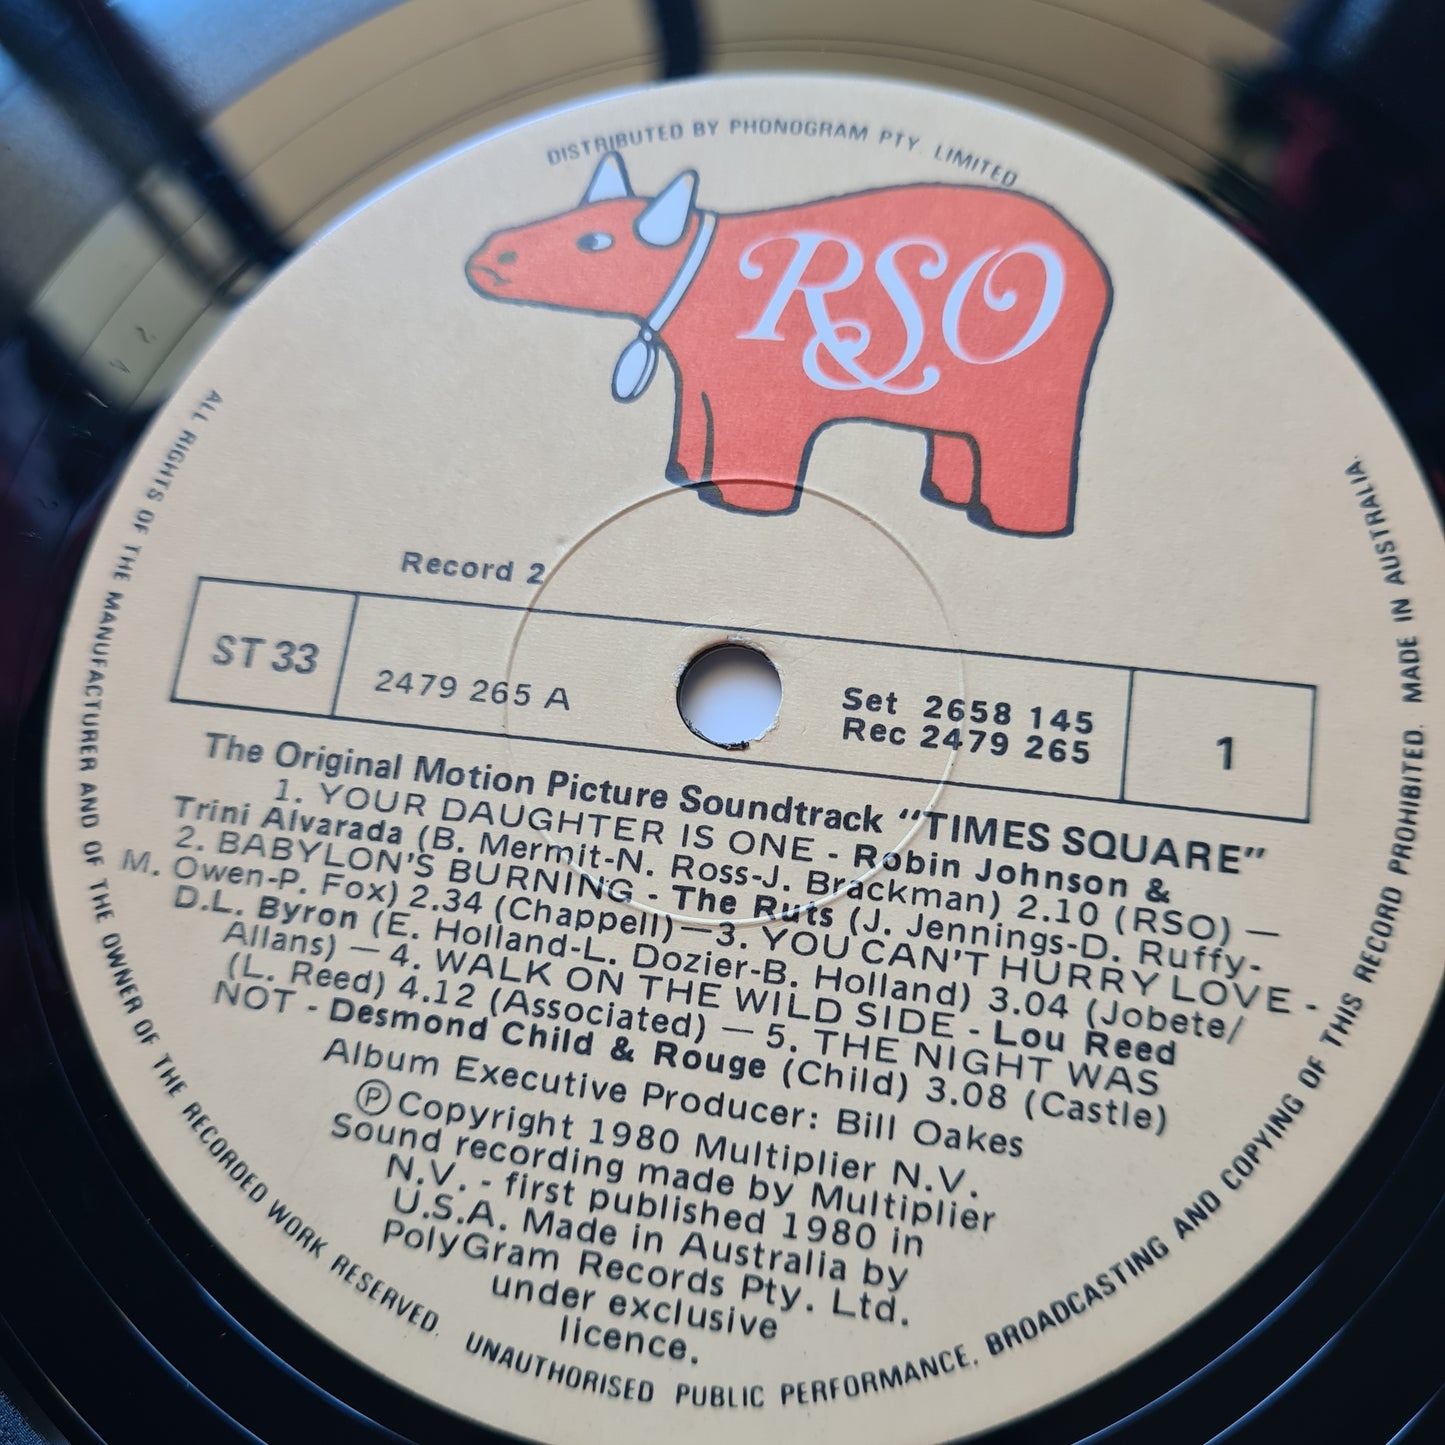 DISTRIBUTED BY PHONOGRAM PTY. LIMITED
RSO
Record 2
ST 33
2479 265 A
Set 2658 145
Rec 2479 265
1
The Original Motion Picture Soundtrack "TIMES SQUARE"
1. YOUR DAUGHTER IS ONE - Robin Johnson &
Trini Alvarada (B. Mermit-N. Ross-J. Brackman) 2.10 (RSO) —
2. BABYLON'S BURNING - The Ruts (J. Jennings-D. Ruffy-
M. Owen-P. Fox) 2.34 (Chappell)—3. YOU CAN'T HURRY LOVE -
D.L. Byron (E. Holland-L. Dozier-B. Holland) 3.04 (Jobete/
Allans) — 4. WALK ON THE WILD SIDE - Lou Reed
(L. Reed) 4.12 (Associated) — 5. THE NIGHT WAS
NOT - Desmond Child & Rouge (Child) 3.08 (Castle)
Album Executive Producer: Bill Oakes
Ⓟ Copyright 1980 Multiplier N.V.
Sound recording made by Multiplier
N.V. - first published 1980 in
U.S.A. Made in Australia by
PolyGram Records Pty. Ltd.
under exclusive
licence.
ALL RIGHTS OF THE MANUFACTURER AND OF THE OWNER OF THE RECORDED WORK RESERVED. UNAUTHORISED PUBLIC PERFORMANCE, BROADCASTING AND COPYING OF THIS RECORD PROHIBITED. MADE IN AUSTRALIA.